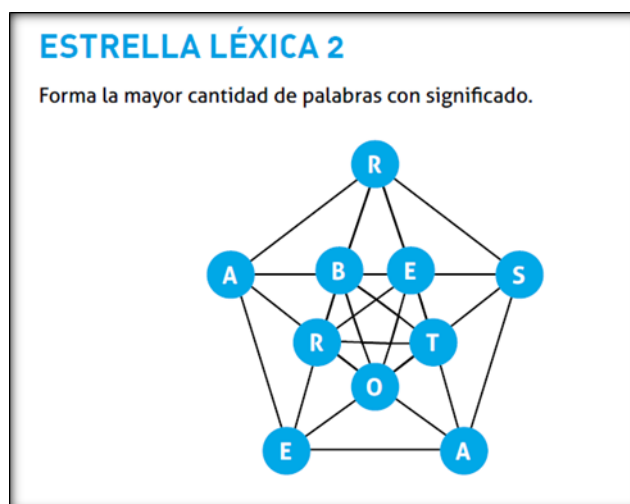 ESTRELLA LÉXICA 2
Forma la mayor cantidad de palabras con significado.
R
A B E S
R T
O
E A